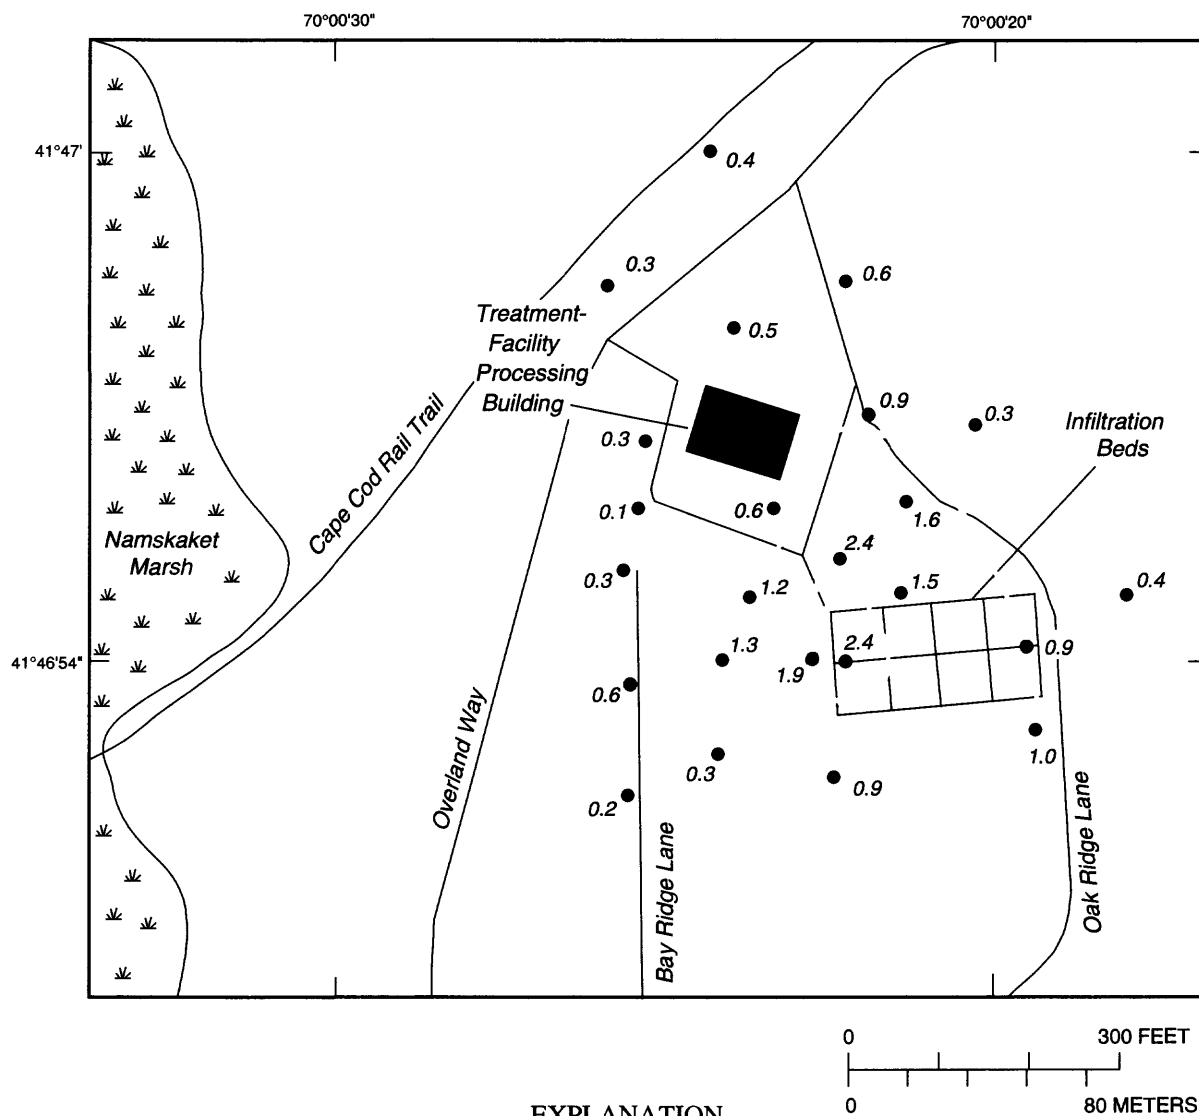 70°00'30"
70°00'20"
41°47'
0.4
0.3
0.6
Treatment-
Facility
Processing
Building
0.5
0.9
0.3
Infiltration
Beds
0.3
Cape Cod Rail Trail
0.1
0.6
1.6
Namskaket
Marsh
2.4
0.3
1.2
1.5
0.4
41°46'54"
1.3
1.9
2.4
0.9
0.6
Overland Way
0.3
0.9
1.0
0.2
Bay Ridge Lane
Oak Ridge Lane
0 300 FEET
0 80 METERS
EXPLANATION